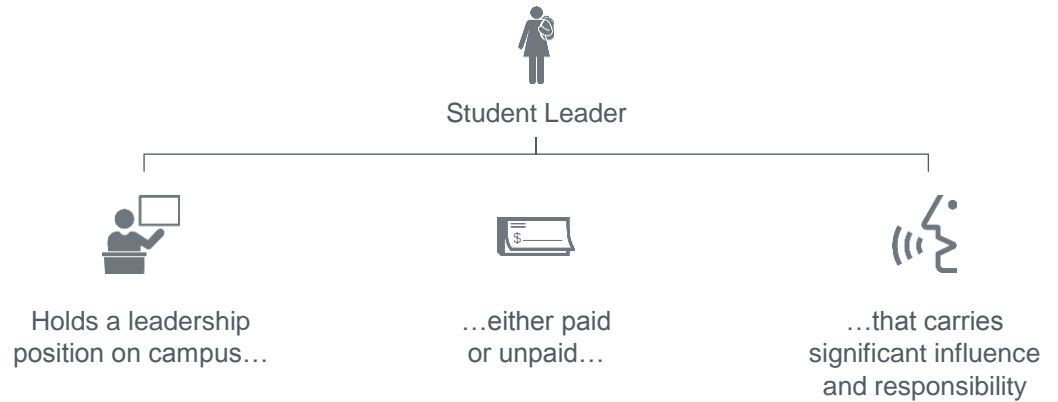 Student Leader
$
Holds a leadership
position on campus…
…either paid
or unpaid…
…that carries
significant influence
and responsibility